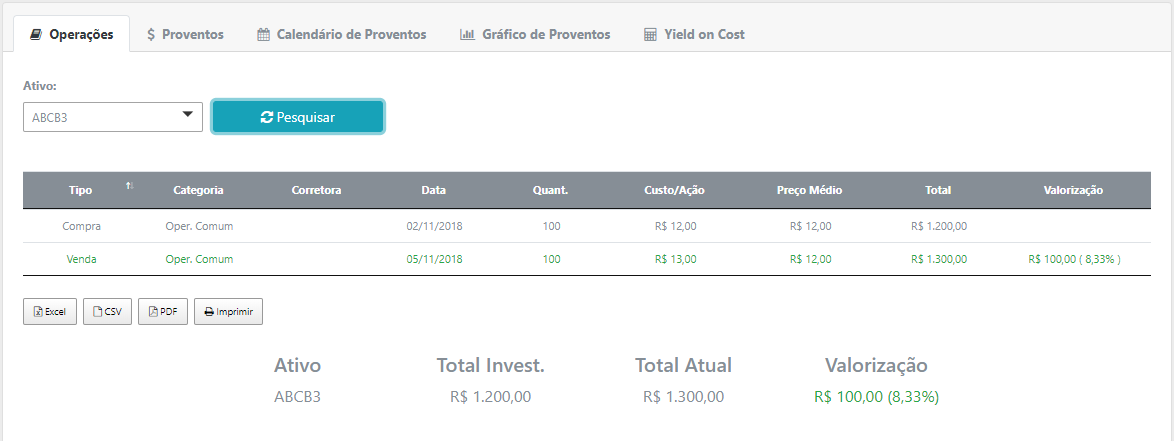 Operações Proventos Calendário de Proventos Gráfico de Proventos Yield on Cost
Ativo:
ABCB3 Pesquisar
Tipo Categoria Corretora Data Quant. Custo/Ação Preço Médio Total Valorização
Compra Oper. Comum 02/11/2018 100 R$ 12,00 R$ 12,00 R$ 1.200,00
Venda Oper. Comum 05/11/2018 100 R$ 13,00 R$ 12,00 R$ 1.300,00 R$ 100,00 ( 8,33% )
Excel CSV PDF Imprimir
Ativo Total Invest. Total Atual Valorização
ABCB3 R$ 1.200,00 R$ 1.300,00 R$ 100,00 (8,33%)